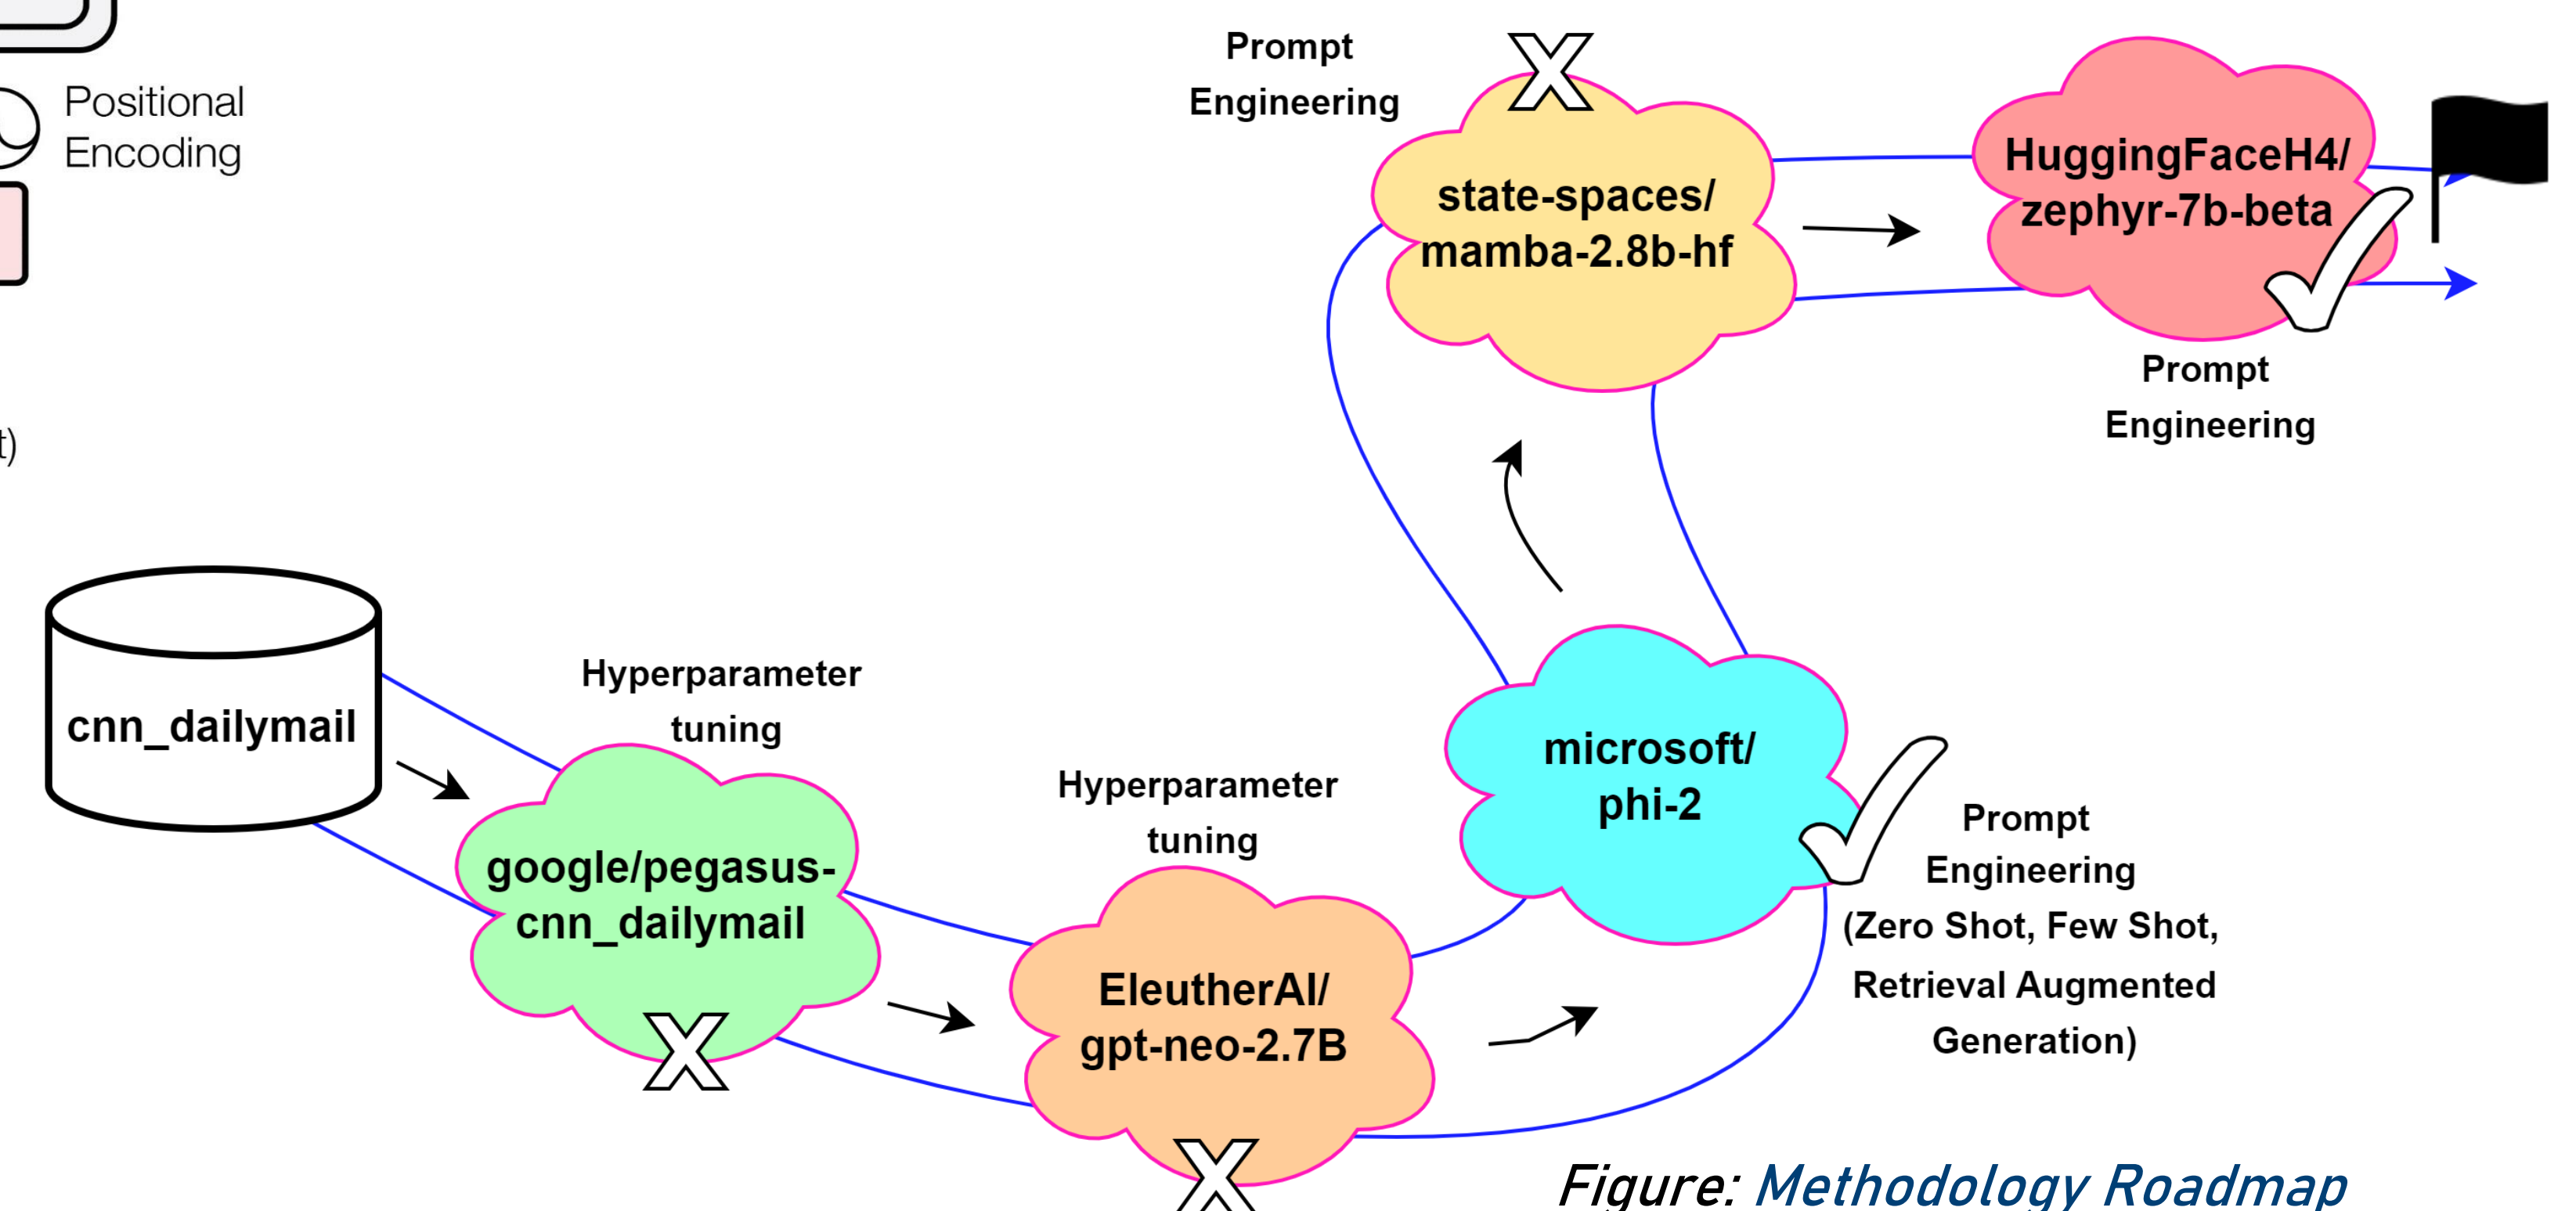 Positional
Encoding
t)
Prompt
Engineering
X
state-spaces/
mamba-2.8b-hf
HuggingFaceH4/
zephyr-7b-beta
Prompt
Engineering
cnn_dailymail
Hyperparameter
tuning
google/pegasus-
cnn_dailymail
X
Hyperparameter
tuning
EleutherAI/
gpt-neo-2.7B
X
microsoft/
phi-2
Prompt
Engineering
(Zero Shot, Few Shot,
Retrieval Augmented
Generation)
Figure: Methodology Roadmap